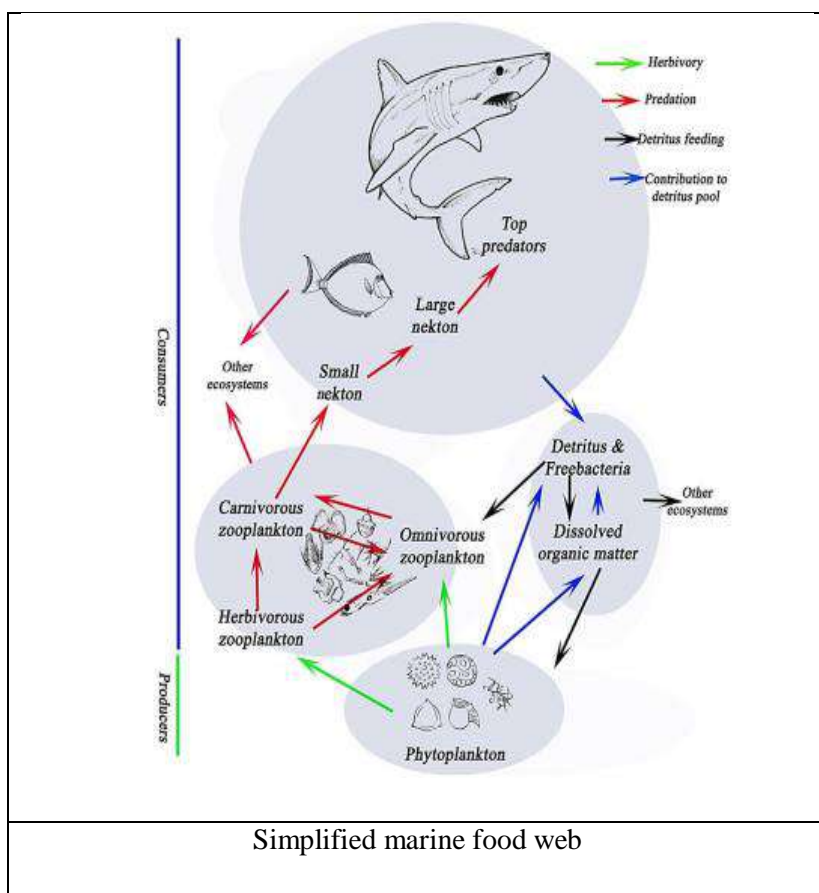 Herbivory
Predation
Detritus feeding
Contribution to
detritus pool
Top
predators
Large
nekton
Small
nekton
Other
ecosystems
Consumers
Detritus &
Freebacteria
Other
ecosystems
Dissolved
organic matter
Carnivorous
zooplankton
Omnivorous
zooplankton
Herbivorous
zooplankton
Producers
Phytoplankton
Simplified marine food web